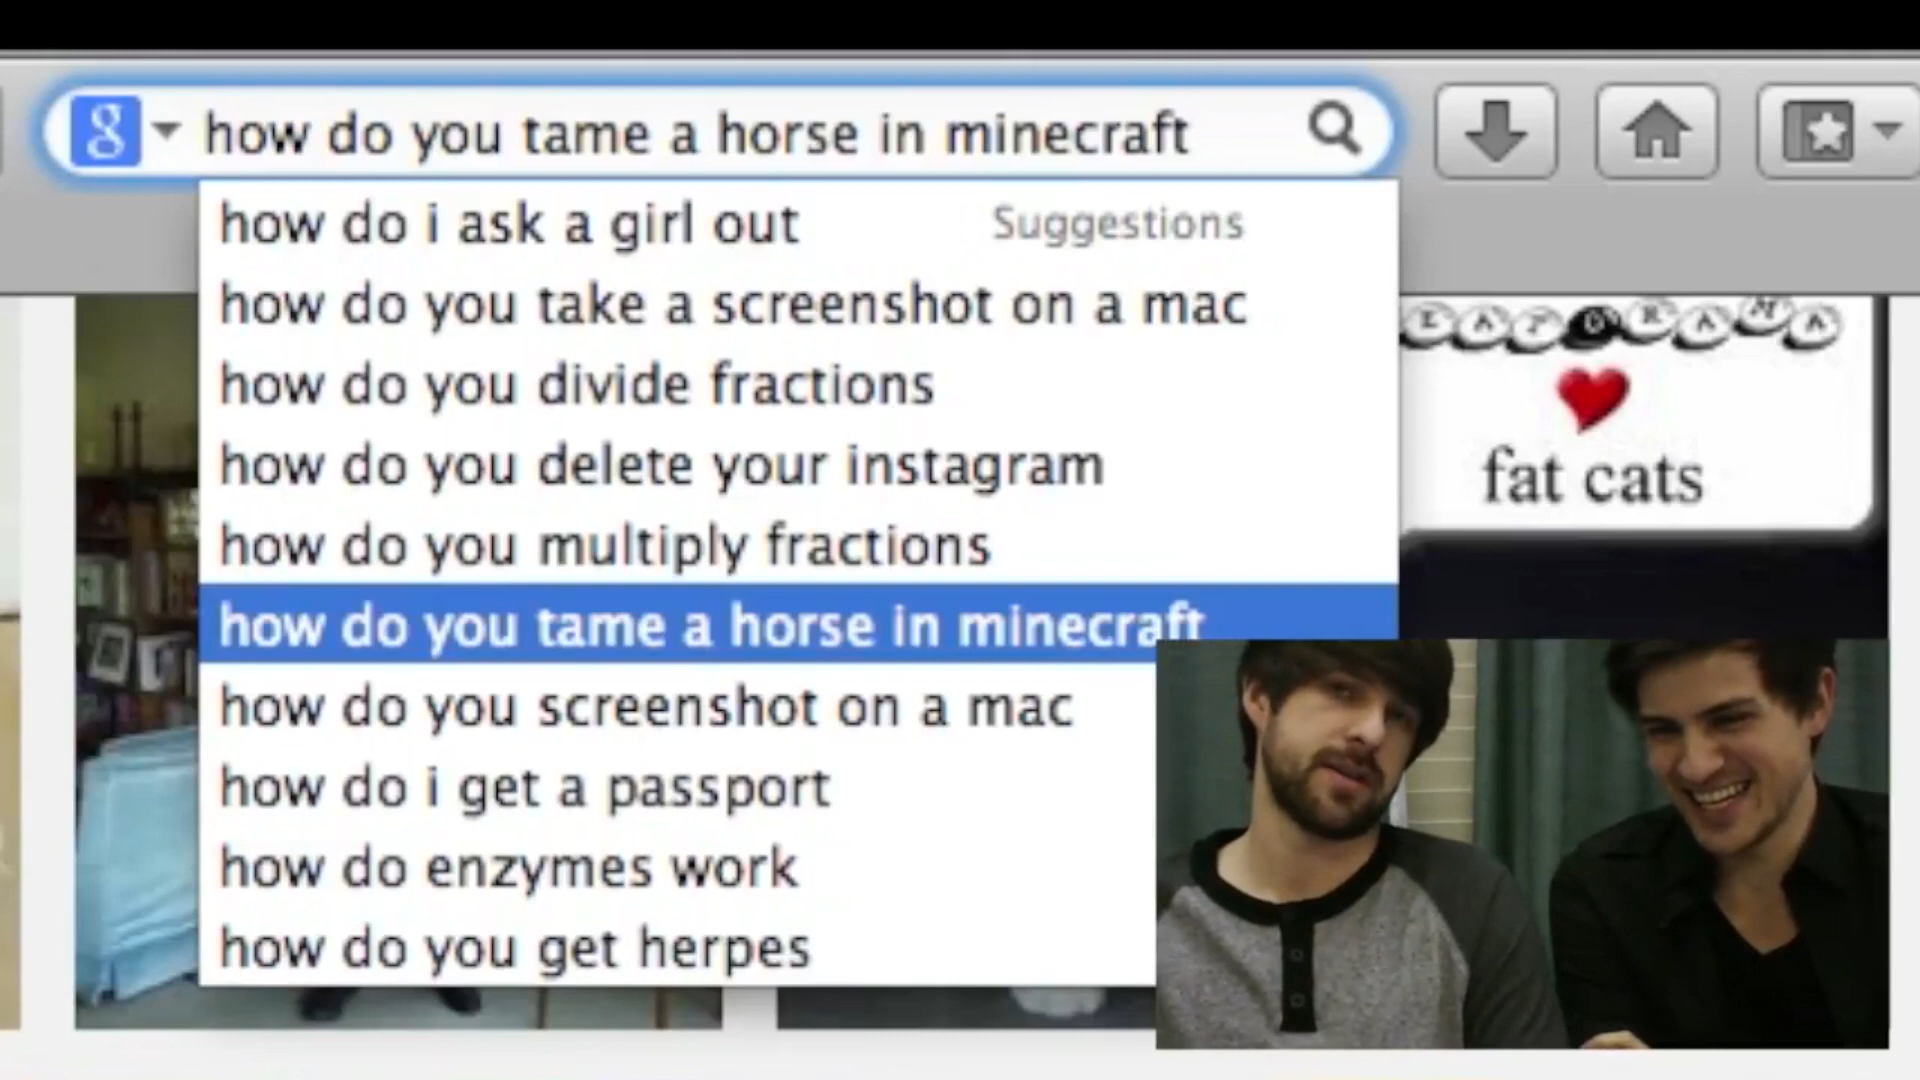 g how do you tame a horse in minecraft
how do i ask a girl out Suggestions
how do you take a screenshot on a mac
how do you divide fractions
how do you delete your instagram
how do you multiply fractions
how do you tame a horse in minecraft
how do you screenshot on a mac
how do i get a passport
how do enzymes work
how do you get herpes
EATORAMA
fat cats